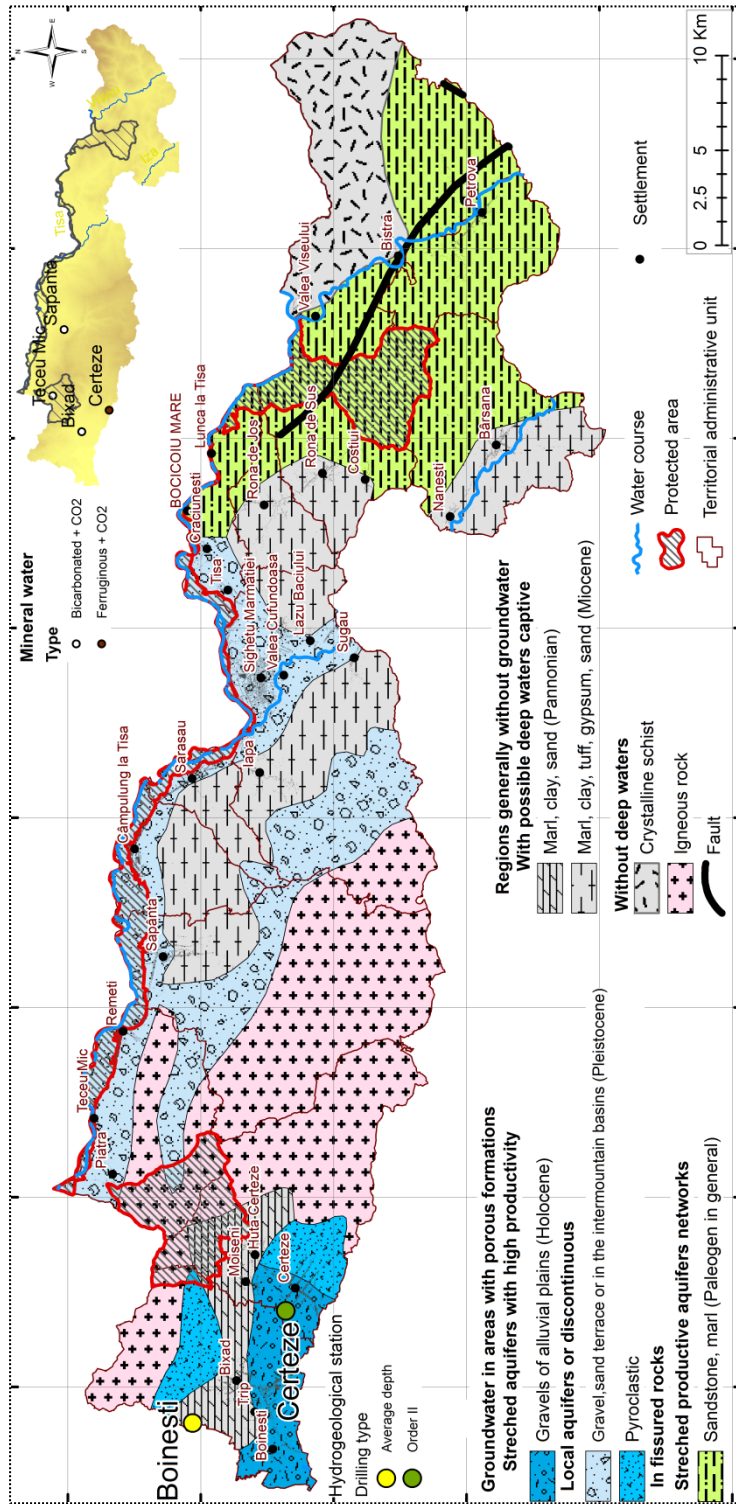 Mineral water
Type
Bicarbonated + CO2
Ferruginous + CO2
Teceu Mic
Sapanta
Bixad
Certeze
Tisa
Iza
N
W
E
S
Boinesti
Certeze
Piatra
Teceu Mic
Remeti
Sapanta
Câmpulung la Tisa
Sarasau
Iapa
Sighetu Marmatiei
Valea Cufundoasa
Lazu Baciului
Sugau
Tisa
Craciunesti
BOCICOIU MARE
Lunca la Tisa
Rona de Jos
Rona de Sus
Costiui
Valea Viseului
Bistra
Petrova
Nanesti
Bârsana
Moiseni
Huta-Certeze
Certeze
Bixad
Trip
Boinesti
Hydrogeological station
Drilling type
Average depth
Order II
Groundwater in areas with porous formations
Streched aquifers with high productivity
Gravels of alluvial plains (Holocene)
Local aquifers or discontinuous
Gravel,sand terrace or in the intermountain basins (Pleistocene)
Pyroclastic
In fissured rocks
Streched productive aquifers networks
Sandstone, marl (Paleogen in general)
Regions generally without groundwater
With possible deep waters captive
Marl, clay, sand (Pannonian)
Marl, clay, tuff, gypsum, sand (Miocene)
Without deep waters
Crystalline schist
Igneous rock
Fault
Water course
Protected area
Territorial administrative unit
Settlement
0 2.5 5 10 Km